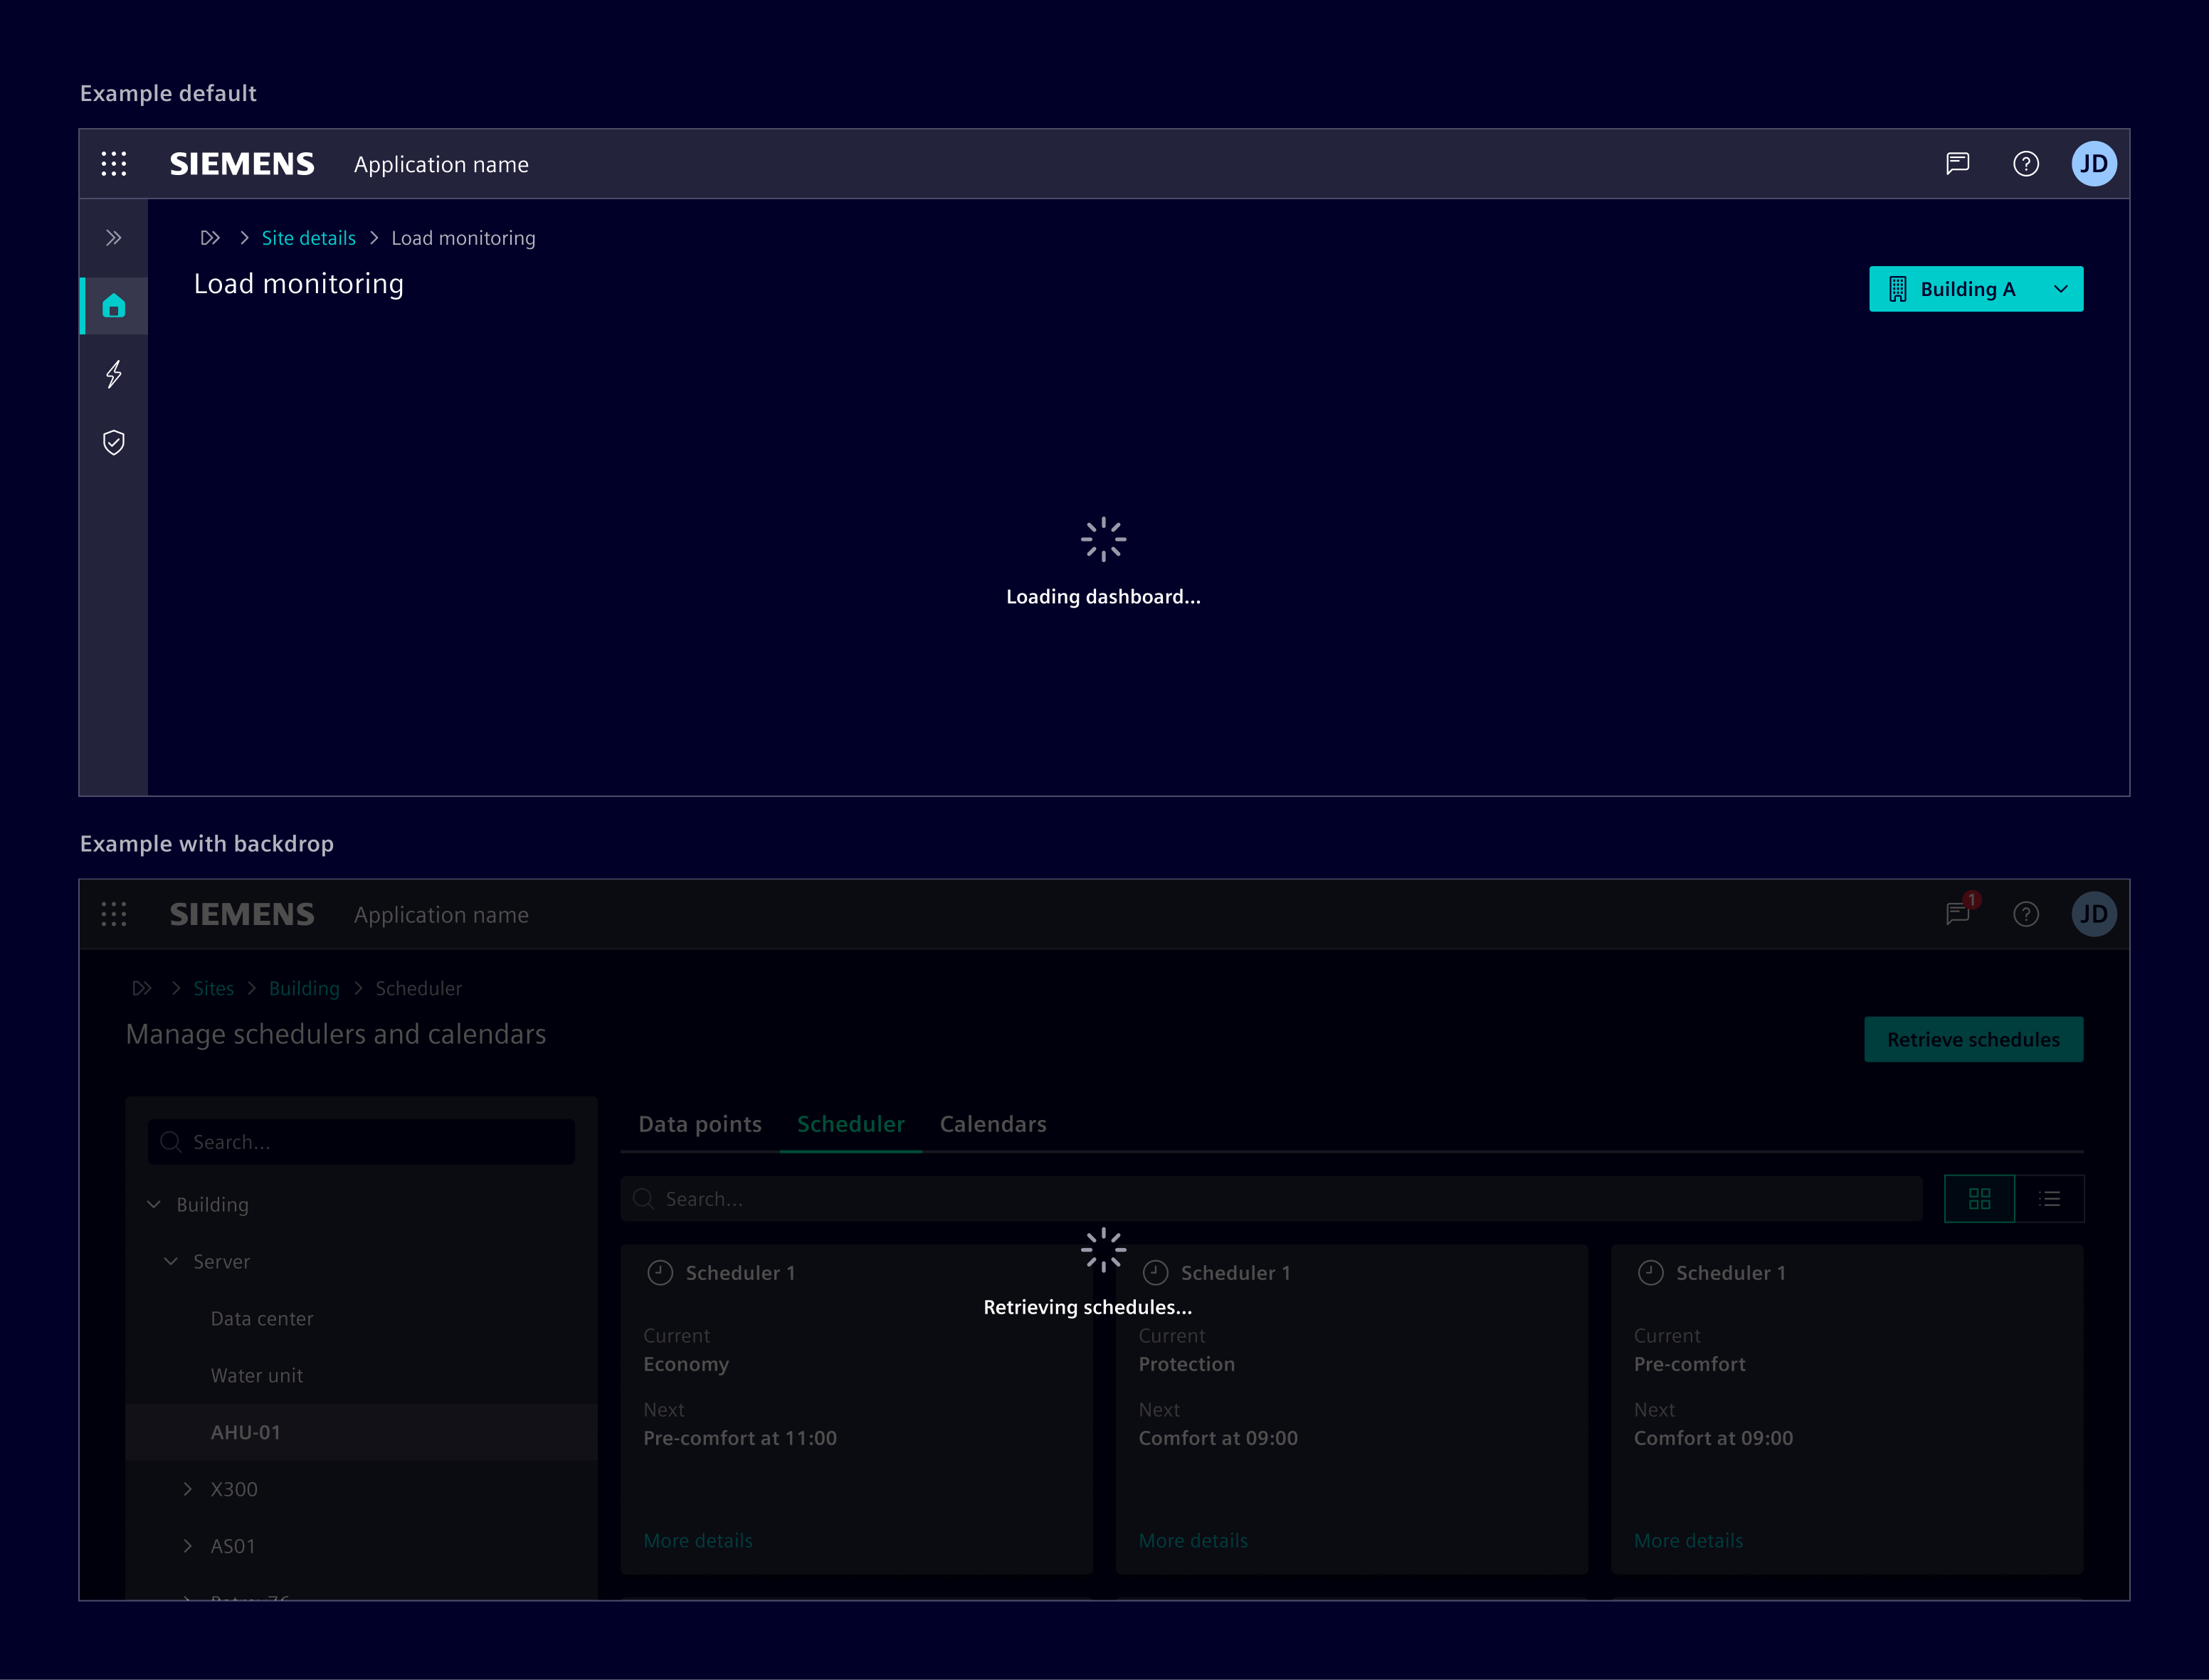 Example default
SIEMENS Application name JD
Site details Load monitoring
Load monitoring
Building A
Loading dashboard...
Example with backdrop
SIEMENS Application name 1 JD
Sites Building Scheduler
Manage schedulers and calendars
Retrieve schedules
Data points Scheduler Calendars
Search...
Search...
Building
Server
Data center
Water unit
AHU-01
X300
AS01
Scheduler 1
Current
Economy
Next
Pre-comfort at 11:00
More details
Retrieving schedules...
Scheduler 1
Current
Protection
Next
Comfort at 09:00
More details
Scheduler 1
Current
Pre-comfort
Next
Comfort at 09:00
More details